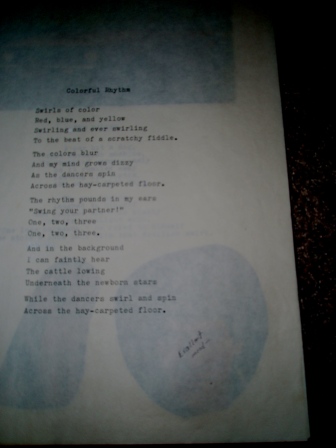 Colorful Rhythm
Swirls of color
Red, blue, and yellow
Swirling and ever swirling
To the beat of a scratchy fiddle.
The colors blur
And my mind grows dizzy
As the dancers spin
Across the hay-carpeted floor.
The rhythm pounds in my ears
"Swing your partner!"
One, two, three
One, two, three.
And in the background
I can faintly hear
The cattle lowing
Underneath the newborn stars
While the dancers swirl and spin
Across the hay-carpeted floor.